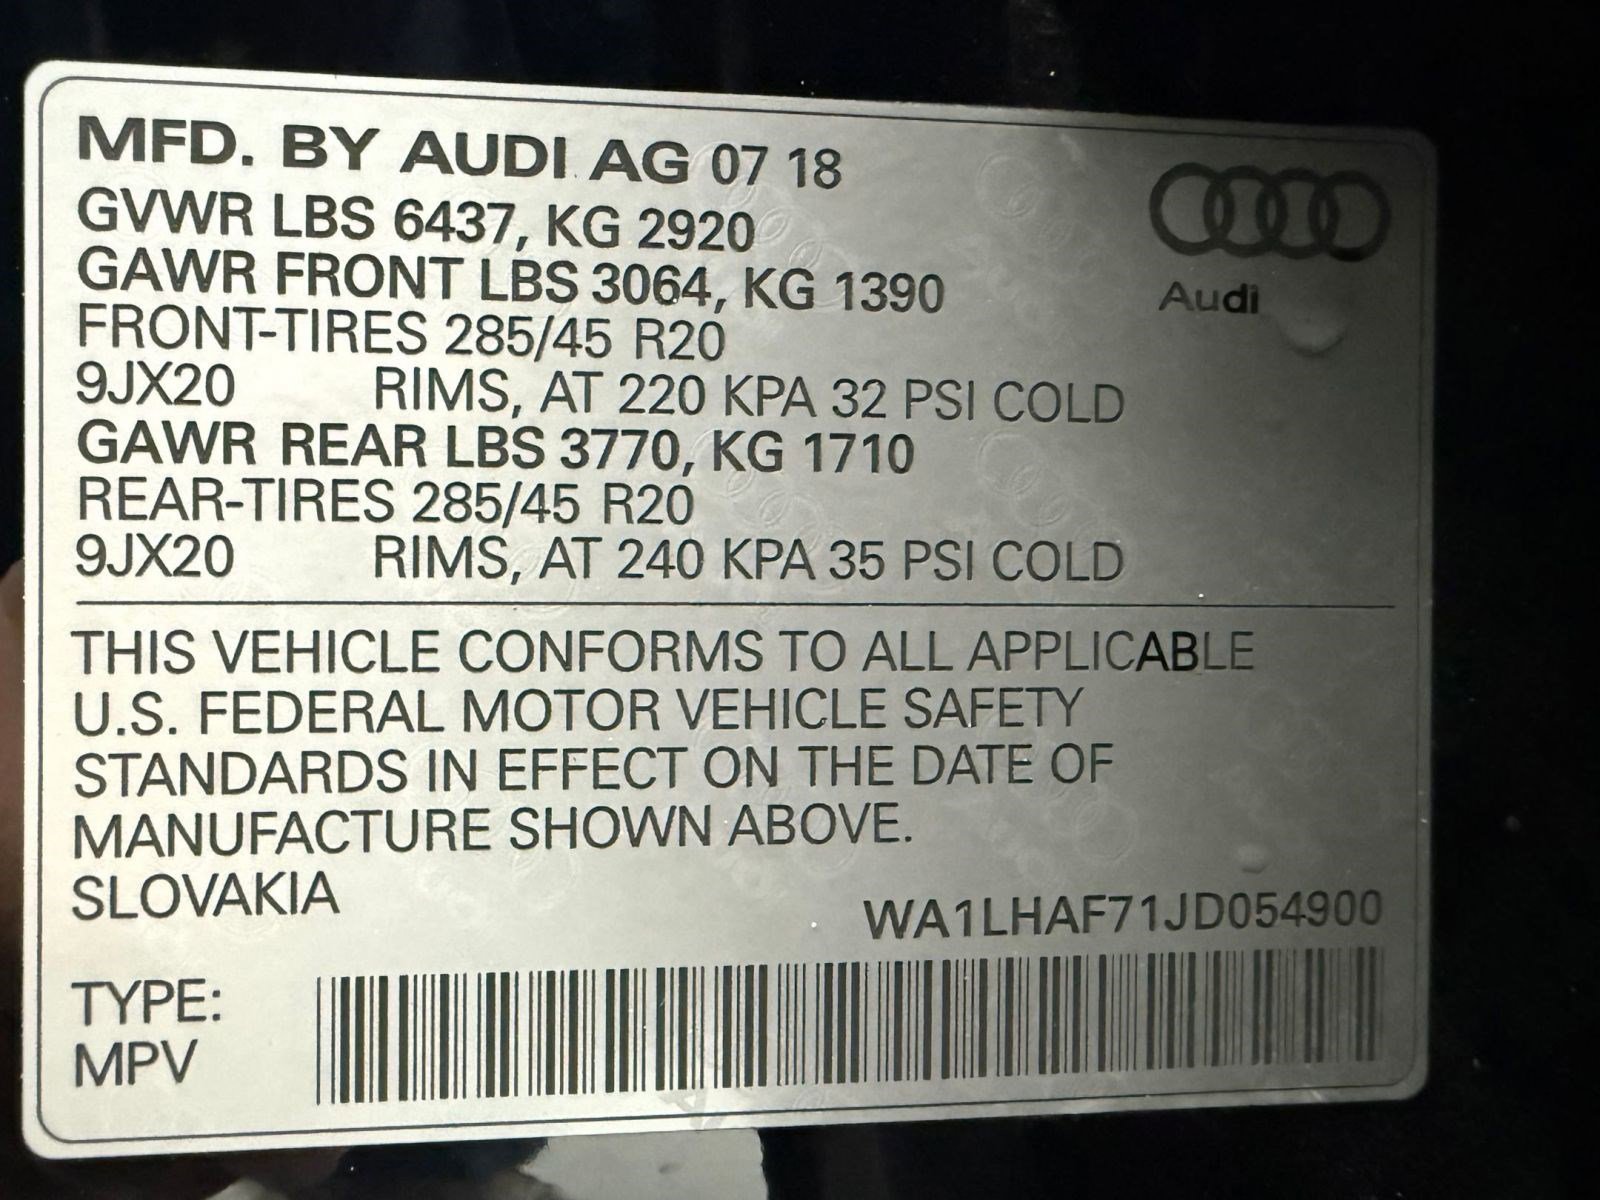 MFD. BY AUDI AG 07 18
GVWR LBS 6437, KG 2920
GAWR FRONT LBS 3064, KG 1390
FRONT-TIRES 285/45 R20
9JX20 RIMS, AT 220 KPA 32 PSI COLD
GAWR REAR LBS 3770, KG 1710
REAR-TIRES 285/45 R20
9JX20 RIMS, AT 240 KPA 35 PSI COLD
Audi
THIS VEHICLE CONFORMS TO ALL APPLICABLE
U.S. FEDERAL MOTOR VEHICLE SAFETY
STANDARDS IN EFFECT ON THE DATE OF
MANUFACTURE SHOWN ABOVE.
SLOVAKIA
WA1LHAF71JD054900
TYPE:
MPV